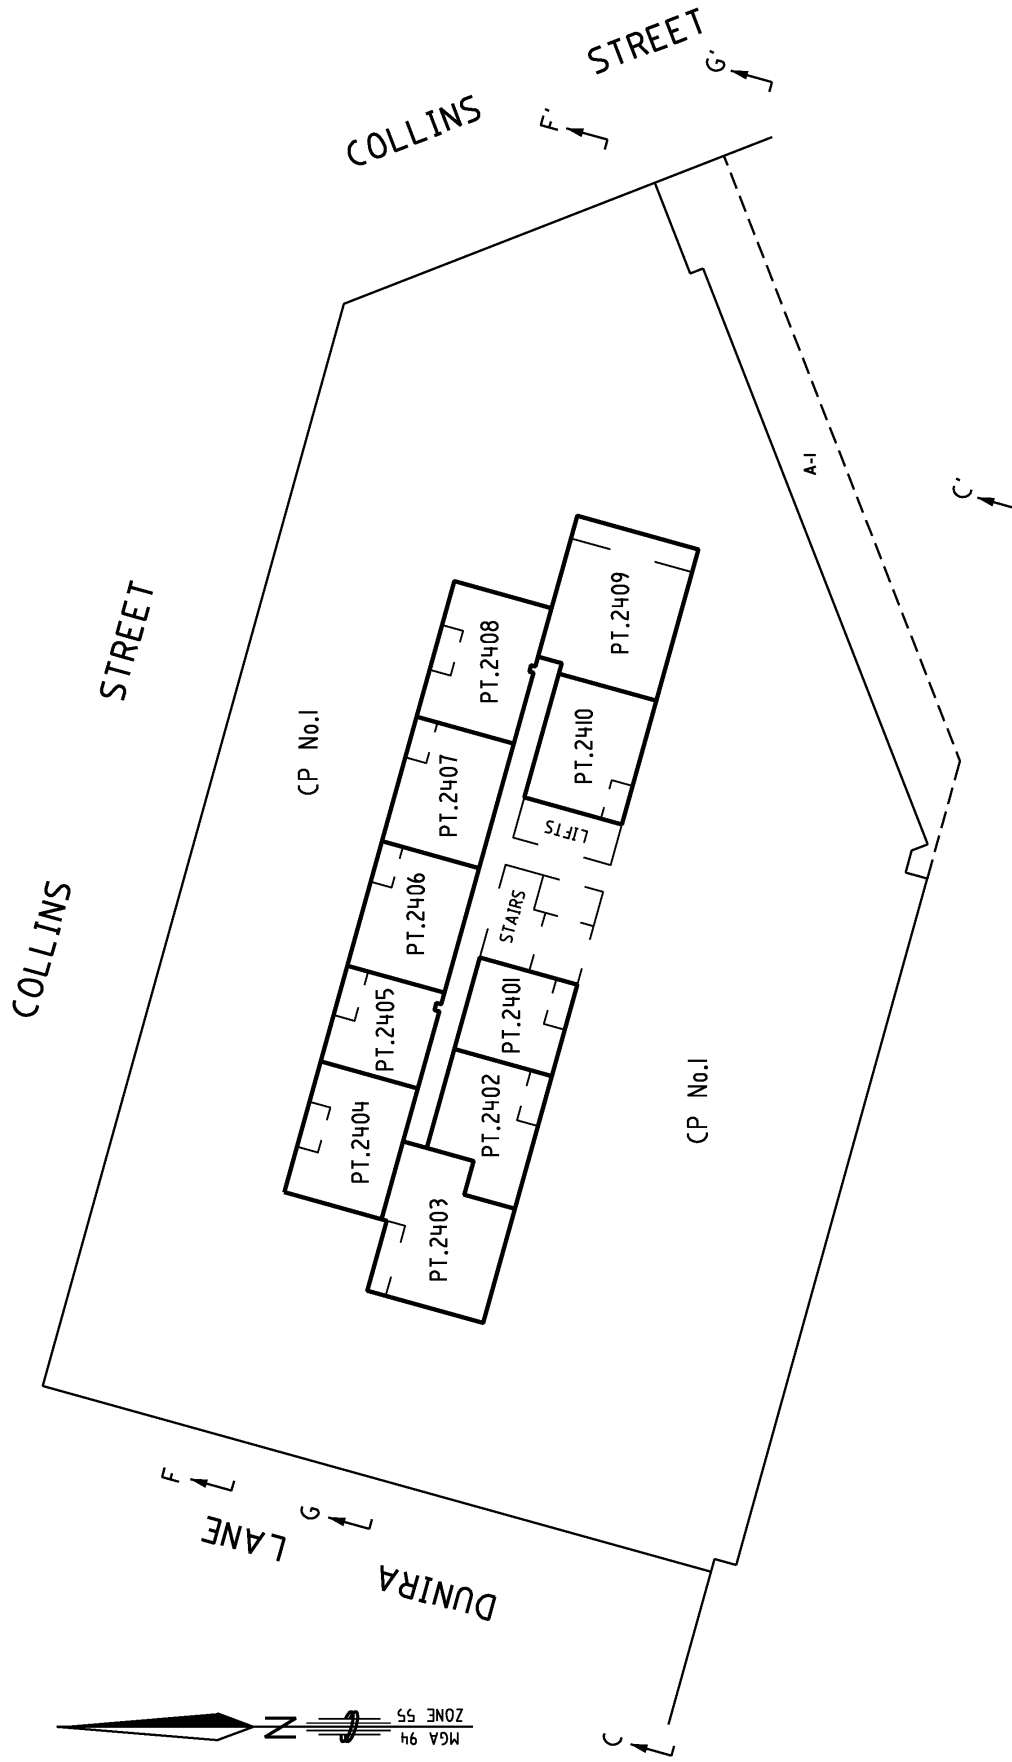 COLLINS STREET
F'
G'
COLLINS STREET
CP No.1
A-1
C'
PT.2409
PT.2408
PT.2410
PT.2407
LIFTS
PT.2406
STAIRS
PT.2405
PT.2401
PT.2404
PT.2402
PT.2403
CP No.1
F
G
DUNIRA LANE
C
N
MGA 94
ZONE 55